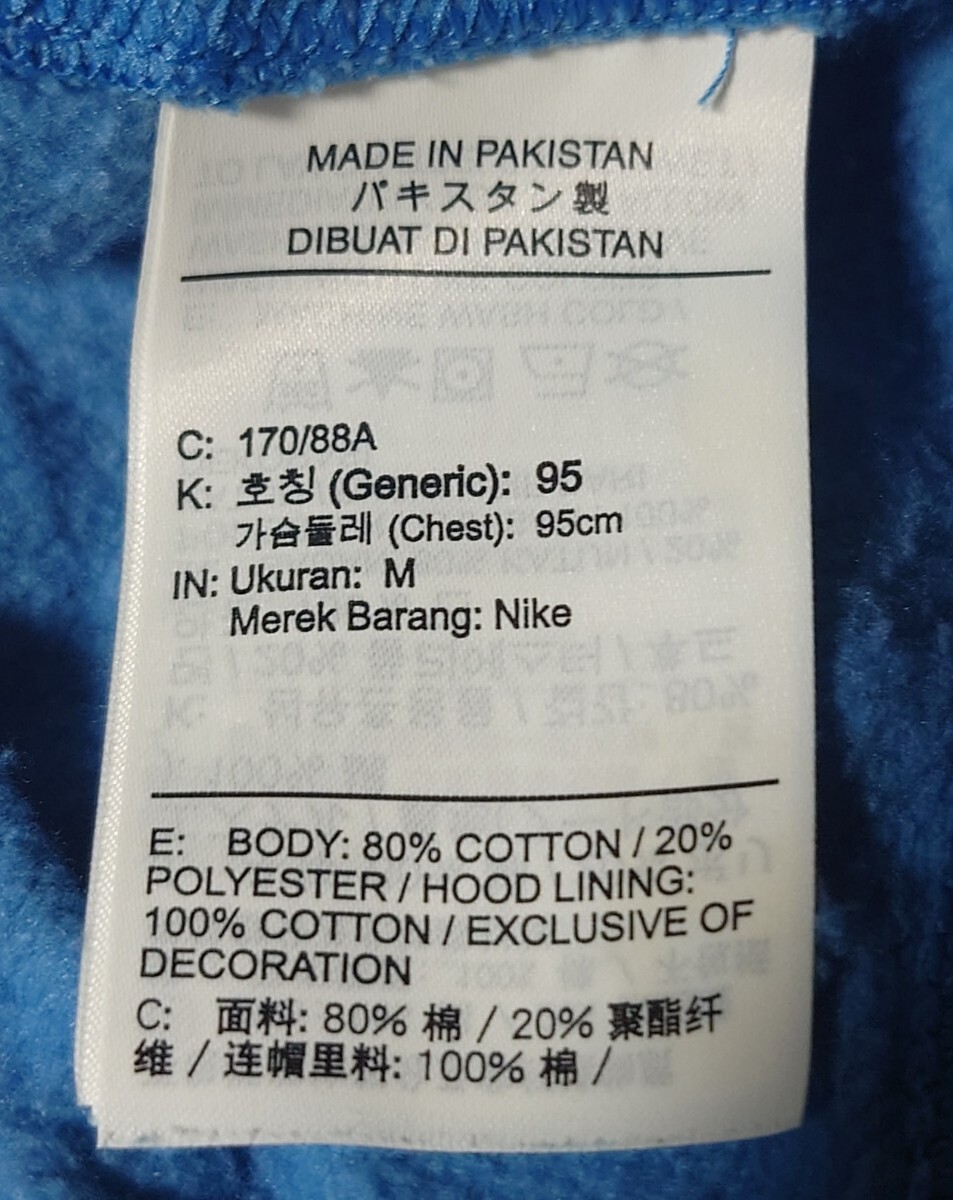 MADE IN PAKISTAN
パキスタン製
DIBUAT DI PAKISTAN
C: 170/88A
K: 호칭 (Generic): 95
가슴둘레 (Chest): 95cm
IN: Ukuran: M
Merek Barang: Nike
E: BODY: 80% COTTON / 20%
POLYESTER / HOOD LINING:
100% COTTON / EXCLUSIVE OF
DECORATION
C: 面料: 80% 棉 / 20% 聚酯纤
维 / 连帽里料: 100% 棉 /